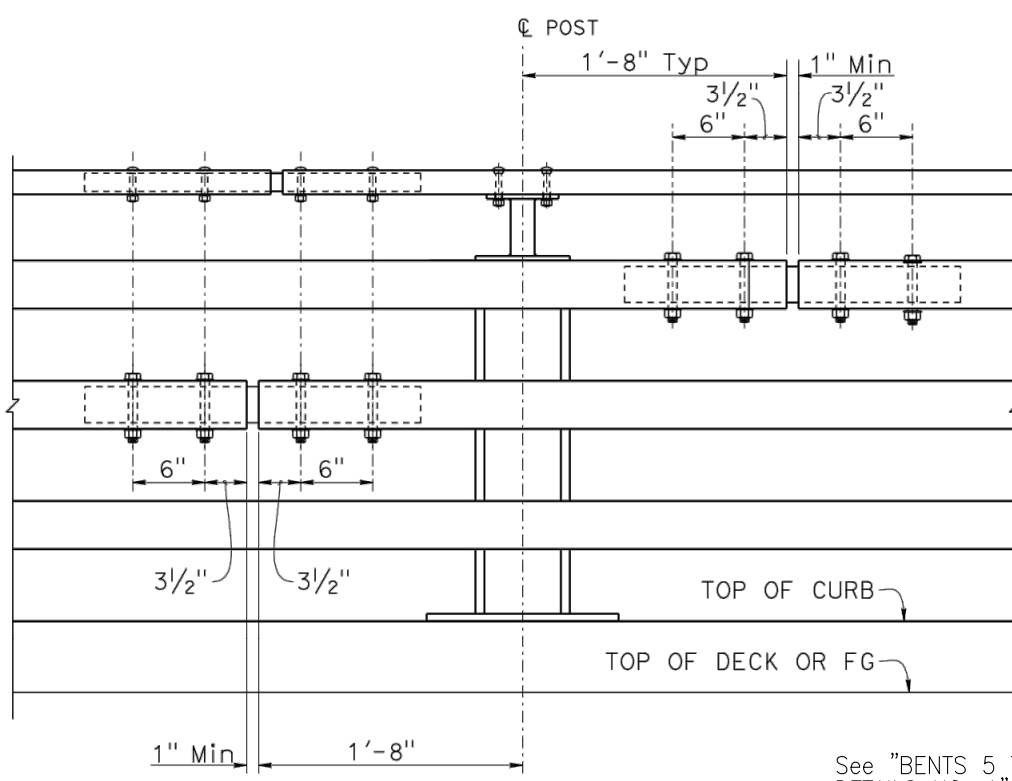 ℄ POST
1'-8" Typ
1" Min
3½"
3½"
6"
6"
6"
6"
3½"
3½"
TOP OF CURB
TOP OF DECK OR FG
1" Min
1'-8"
See "BENTS 5